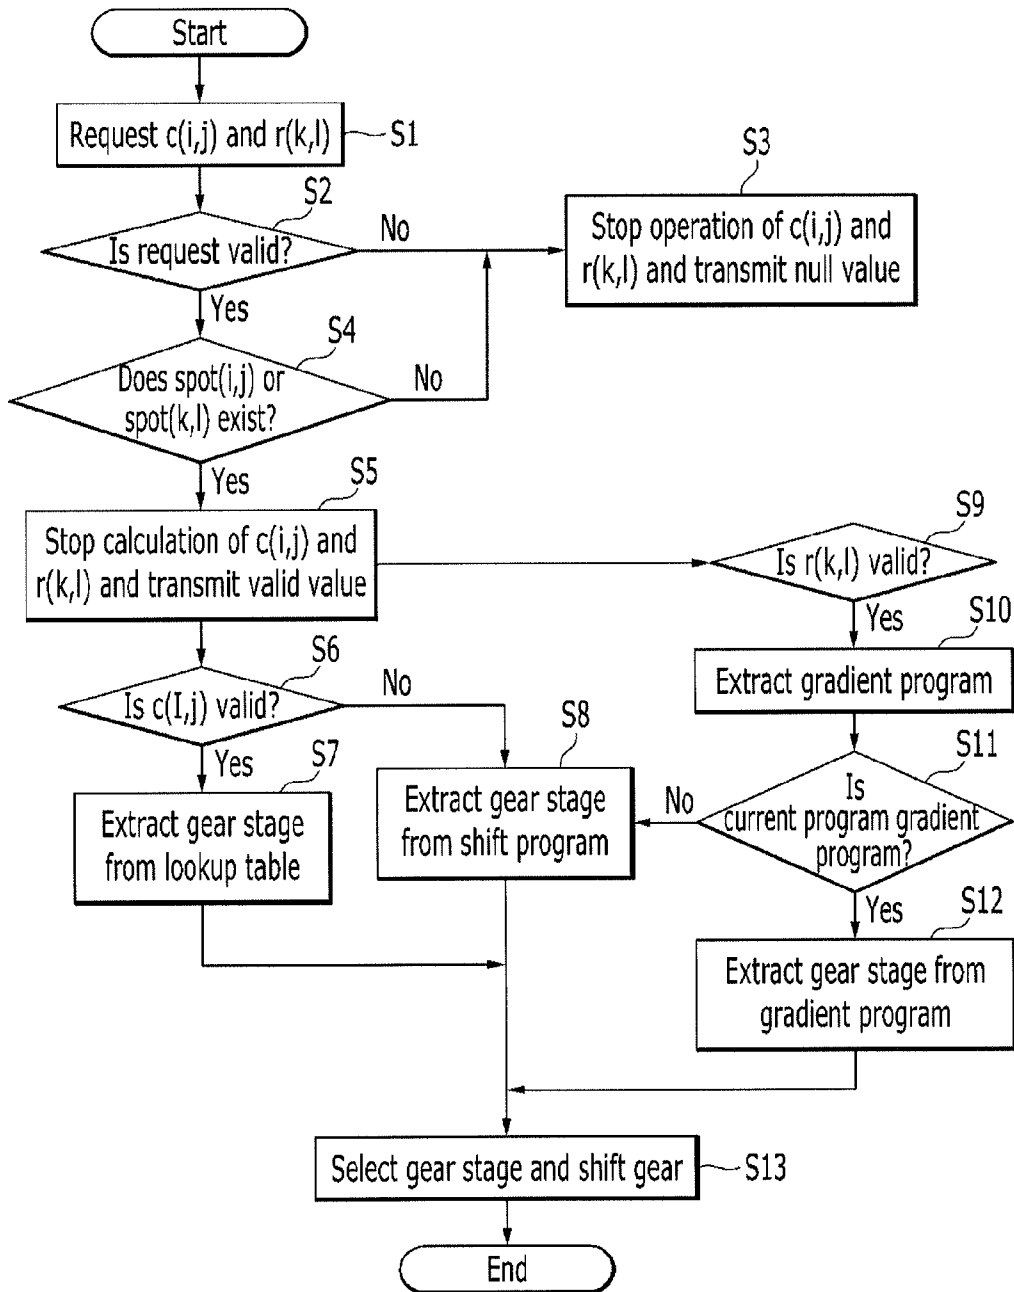 Start
Request c(i,j) and r(k,l)
S1
S2
Is request valid?
No
Yes
S3
Stop operation of c(i,j) and
r(k,l) and transmit null value
S4
Does spot(i,j) or
spot(k,l) exist?
No
Yes
S5
Stop calculation of c(i,j) and
r(k,l) and transmit valid value
S9
Is r(k,l) valid?
Yes
S10
Extract gradient program
S6
Is c(I,j) valid?
No
Yes
S7
Extract gear stage
from lookup table
S8
Extract gear stage
from shift program
S11
Is
current program gradient
program?
No
Yes
S12
Extract gear stage from
gradient program
Select gear stage and shift gear
S13
End